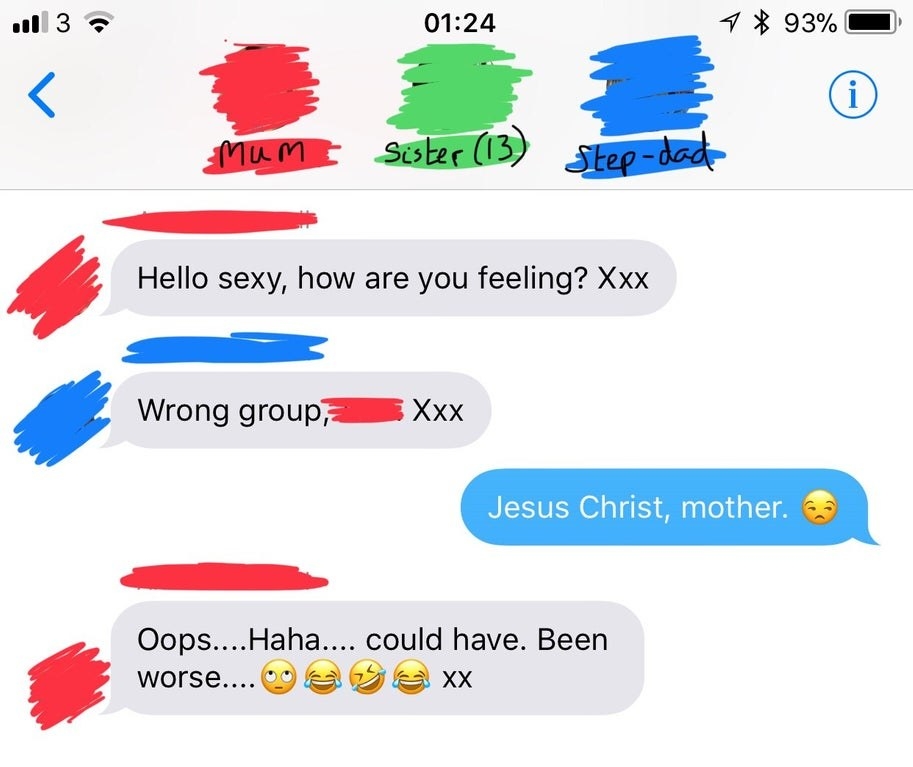 3 01:24 93%
Mum Sister (13) Step-dad
Hello sexy, how are you feeling? Xxx
Wrong group, Xxx
Jesus Christ, mother. 😒
Oops....Haha.... could have. Been
worse....🙄😂🤣😂 xx